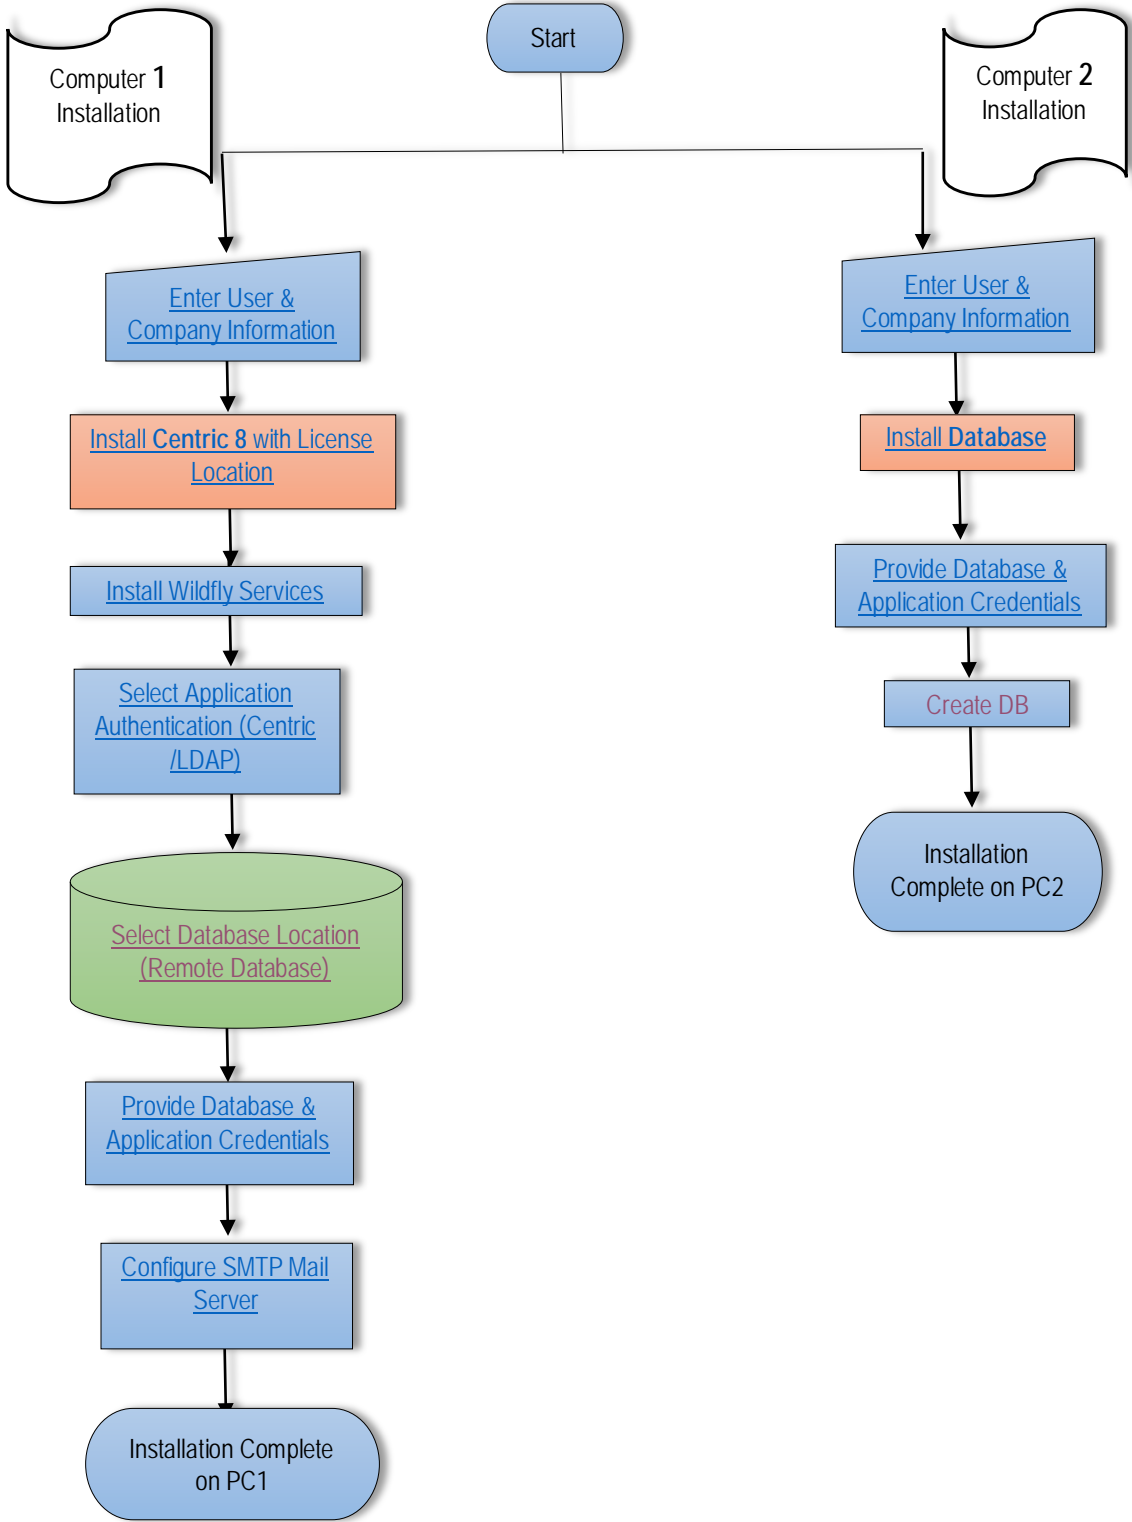 Start
Computer 1
Installation
Computer 2
Installation
Enter User &
Company Information
Install Centric 8 with License
Location
Install Wildfly Services
Select Application
Authentication (Centric
/LDAP)
Select Database Location
(Remote Database)
Provide Database &
Application Credentials
Configure SMTP Mail
Server
Installation Complete
on PC1
Enter User &
Company Information
Install Database
Provide Database &
Application Credentials
Create DB
Installation
Complete on PC2